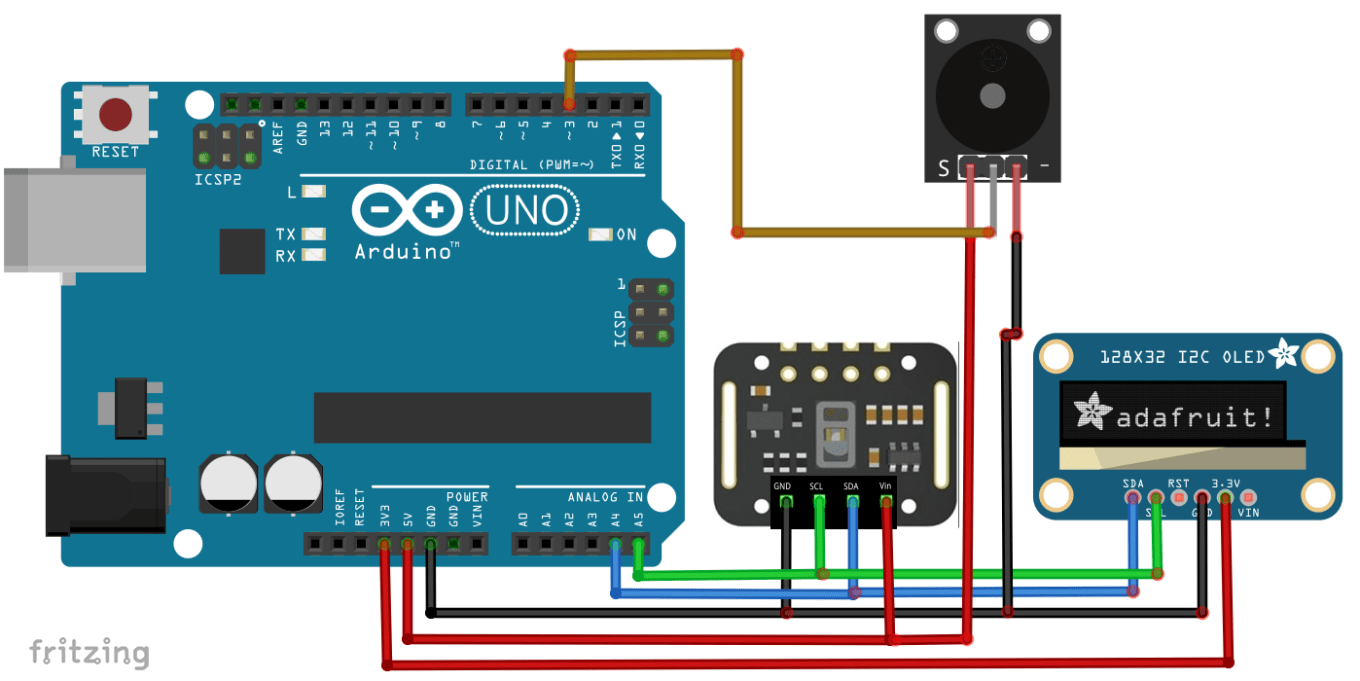 RESET
ICSP2
AREF
GND
13
12
~11
~10
~9
8
7
~6
~5
4
~3
2
TX0▶1
RX0◀0
DIGITAL (PWM=~)
L
TX
RX
UNO
Arduino™
ON
1
ICSP
S
-
128X32 I2C OLED
adafruit!
GND
SCL
SDA
Vin
SDA
RST
3.3V
SCL
GND
VIN
POWER
ANALOG IN
IOREF
RESET
3V3
5V
GND
GND
VIN
A0
A1
A2
A3
A4
A5
fritzing